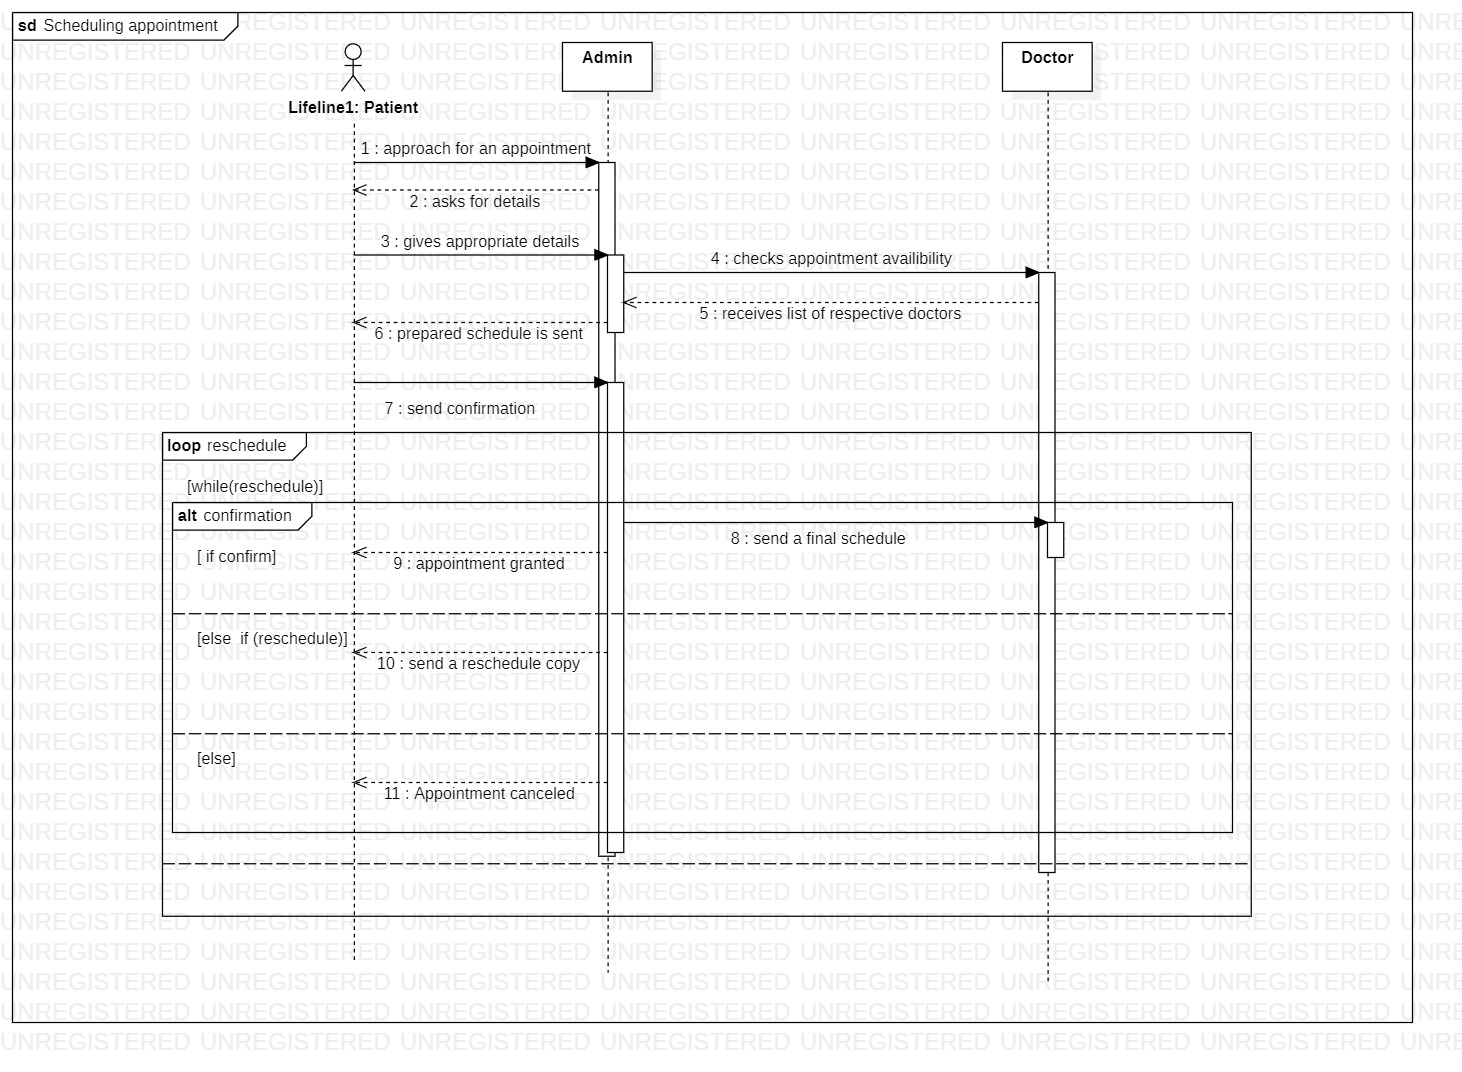 sd Scheduling appointment
Lifeline1: Patient
Admin
Doctor
1 : approach for an appointment
2 : asks for details
3 : gives appropriate details
4 : checks appointment availibility
5 : receives list of respective doctors
6 : prepared schedule is sent
7 : send confirmation
loop reschedule
[while(reschedule)]
alt confirmation
8 : send a final schedule
[ if confirm]
9 : appointment granted
[else  if (reschedule)]
10 : send a reschedule copy
[else]
11 : Appointment canceled
UNREGISTERED